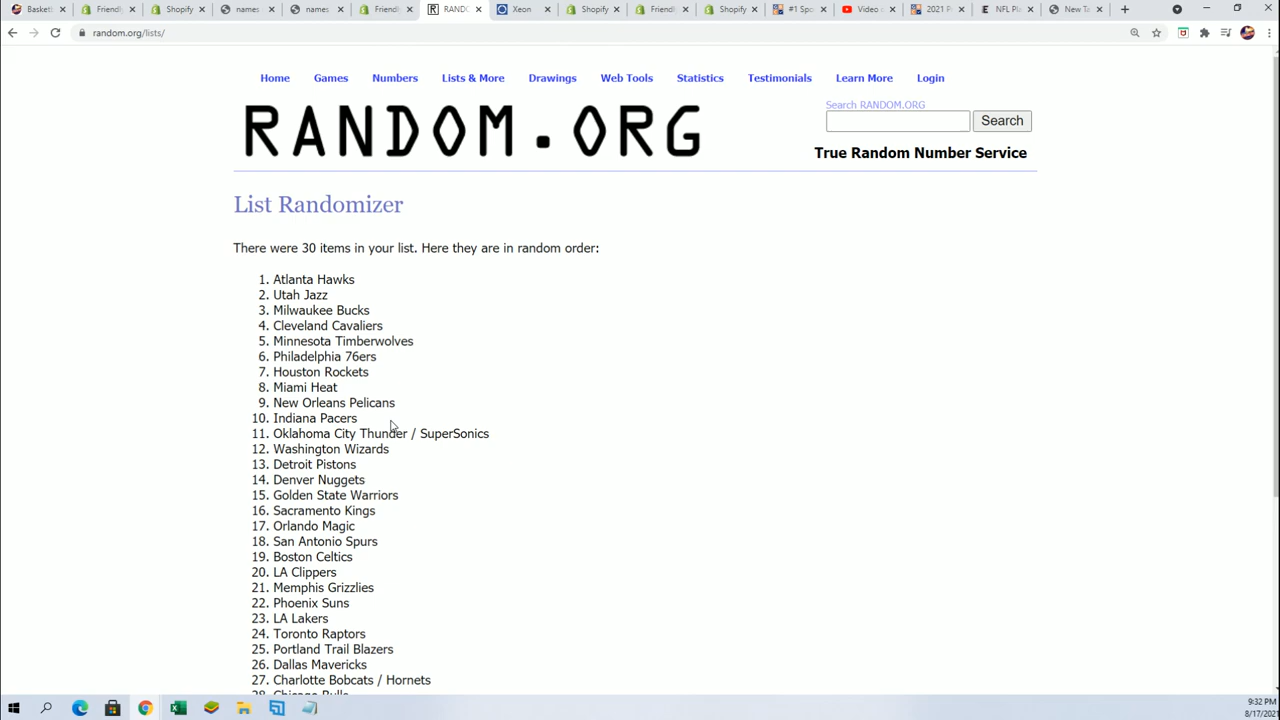 Basketb
Friendl
Shopify
names
names
Friendl
RANDO
Xeon
Shopify
Friendl
Shopify
#1 Spo
Video
2021 P
NFL Pla
New Ta
random.org/lists/
Home Games Numbers Lists & More Drawings Web Tools Statistics Testimonials Learn More Login
RANDOM.ORG
Search RANDOM.ORG
Search
True Random Number Service
List Randomizer
There were 30 items in your list. Here they are in random order:
1. Atlanta Hawks
2. Utah Jazz
3. Milwaukee Bucks
4. Cleveland Cavaliers
5. Minnesota Timberwolves
6. Philadelphia 76ers
7. Houston Rockets
8. Miami Heat
9. New Orleans Pelicans
10. Indiana Pacers
11. Oklahoma City Thunder / SuperSonics
12. Washington Wizards
13. Detroit Pistons
14. Denver Nuggets
15. Golden State Warriors
16. Sacramento Kings
17. Orlando Magic
18. San Antonio Spurs
19. Boston Celtics
20. LA Clippers
21. Memphis Grizzlies
22. Phoenix Suns
23. LA Lakers
24. Toronto Raptors
25. Portland Trail Blazers
26. Dallas Mavericks
27. Charlotte Bobcats / Hornets
28. Chicago Bulls
9:32 PM
8/17/2021